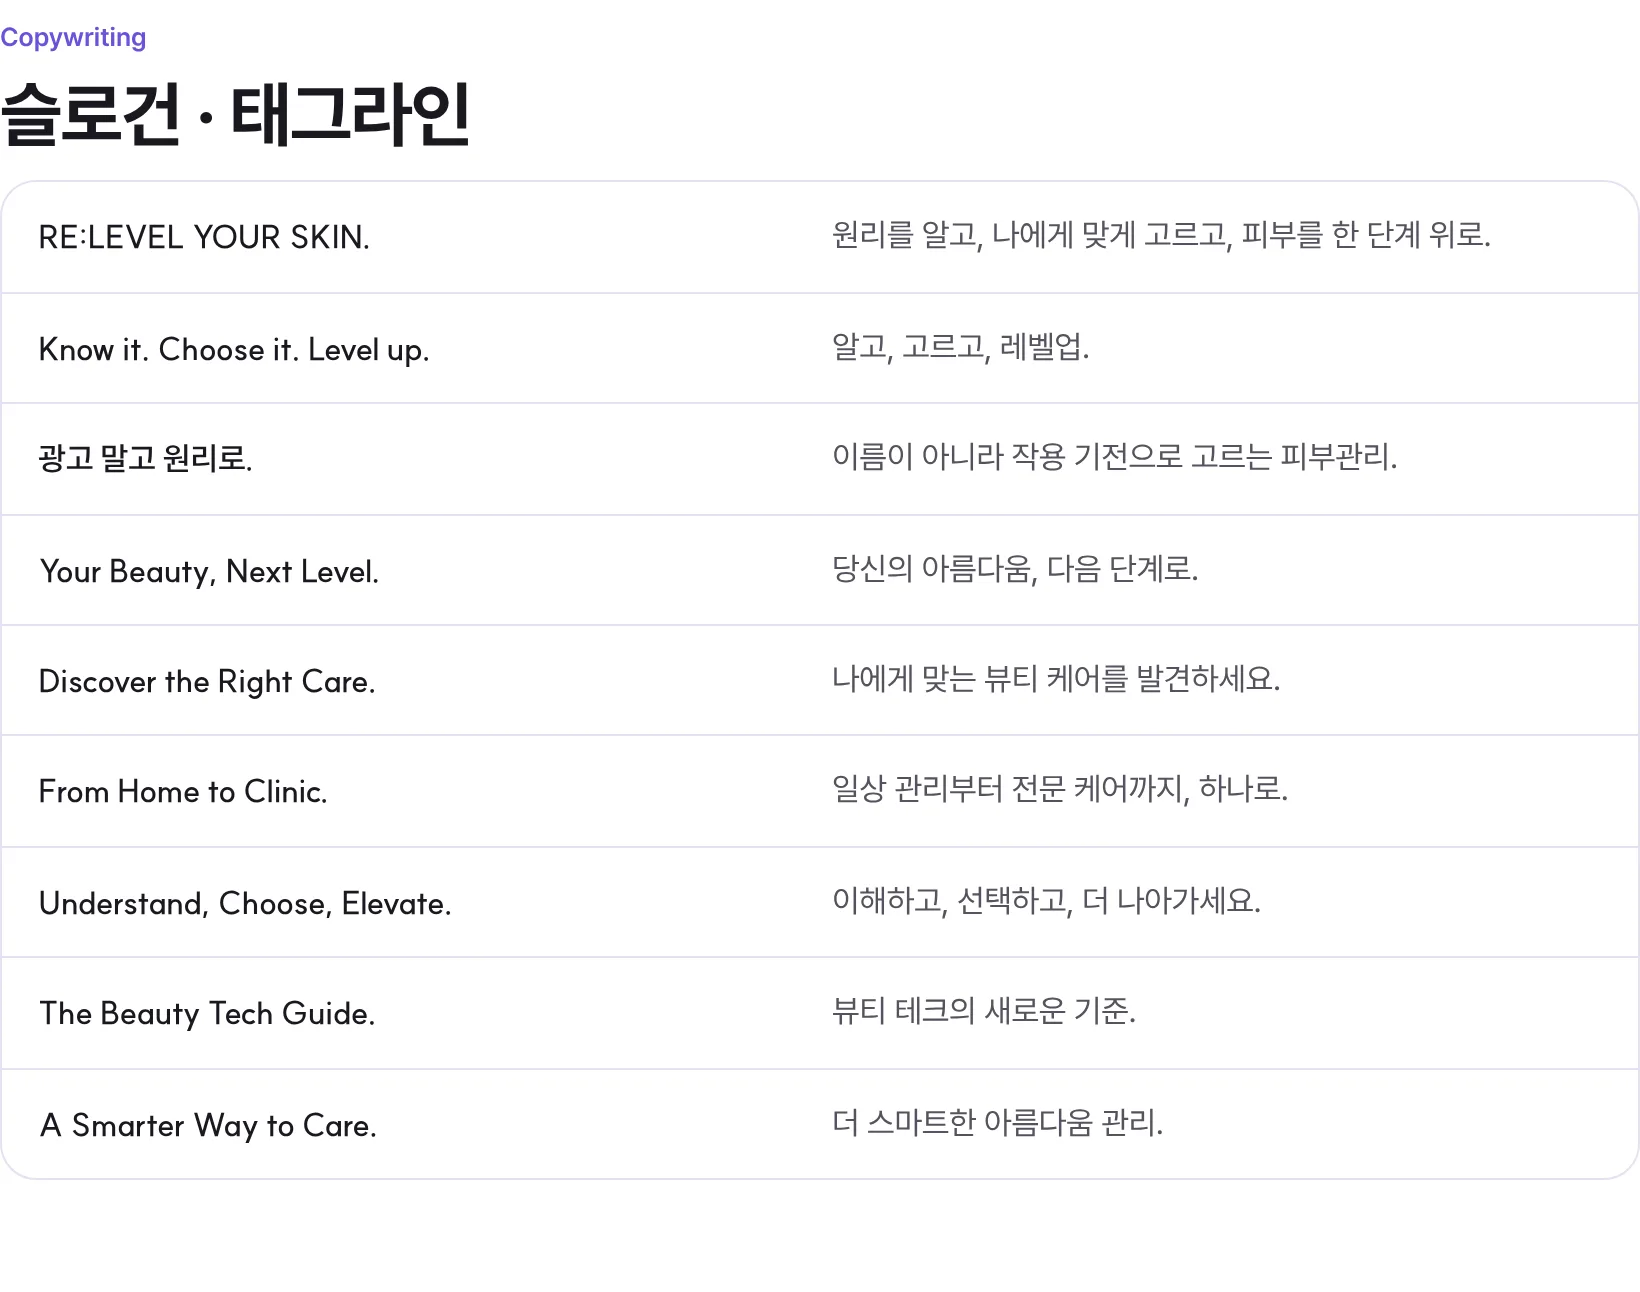 Copywriting
슬로건 · 태그라인
RE:LEVEL YOUR SKIN.
원리를 알고, 나에게 맞게 고르고, 피부를 한 단계 위로.
Know it. Choose it. Level up.
알고, 고르고, 레벨업.
광고 말고 원리로.
이름이 아니라 작용 기전으로 고르는 피부관리.
Your Beauty, Next Level.
당신의 아름다움, 다음 단계로.
Discover the Right Care.
나에게 맞는 뷰티 케어를 발견하세요.
From Home to Clinic.
일상 관리부터 전문 케어까지, 하나로.
Understand, Choose, Elevate.
이해하고, 선택하고, 더 나아가세요.
The Beauty Tech Guide.
뷰티 테크의 새로운 기준.
A Smarter Way to Care.
더 스마트한 아름다움 관리.